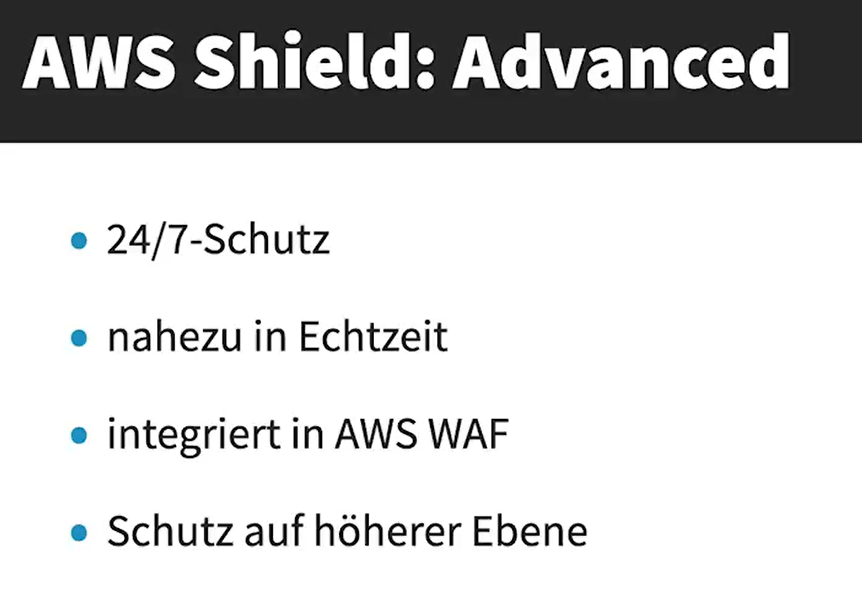 AWS Shield: Advanced
• 24/7-Schutz
• nahezu in Echtzeit
• integriert in AWS WAF
• Schutz auf höherer Ebene